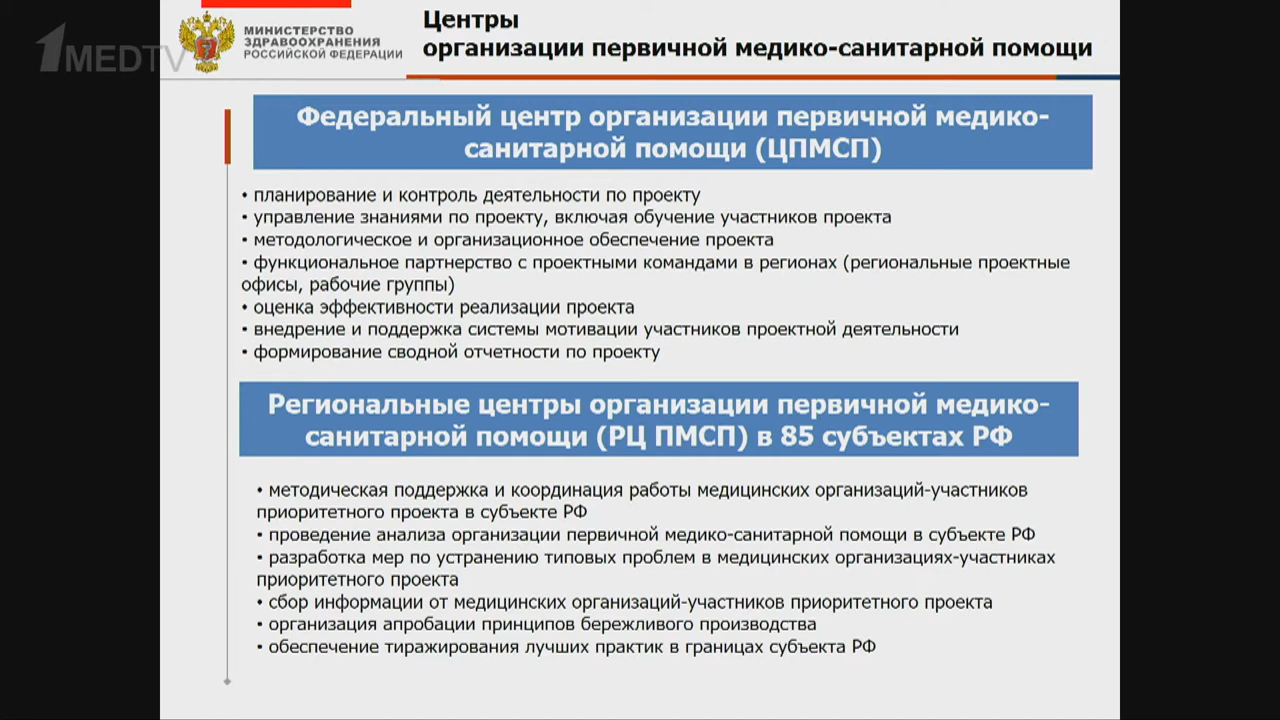 1MEDTV
МИНИСТЕРСТВО
ЗДРАВООХРАНЕНИЯ
РОССИЙСКОЙ ФЕДЕРАЦИИ
Центры
организации первичной медико-санитарной помощи
Федеральный центр организации первичной медико-
санитарной помощи (ЦПМСП)
• планирование и контроль деятельности по проекту
• управление знаниями по проекту, включая обучение участников проекта
• методологическое и организационное обеспечение проекта
• функциональное партнерство с проектными командами в регионах (региональные проектные
офисы, рабочие группы)
• оценка эффективности реализации проекта
• внедрение и поддержка системы мотивации участников проектной деятельности
• формирование сводной отчетности по проекту
Региональные центры организации первичной медико-
санитарной помощи (РЦ ПМСП) в 85 субъектах РФ
• методическая поддержка и координация работы медицинских организаций-участников
приоритетного проекта в субъекте РФ
• проведение анализа организации первичной медико-санитарной помощи в субъекте РФ
• разработка мер по устранению типовых проблем в медицинских организациях-участниках
приоритетного проекта
• сбор информации от медицинских организаций-участников приоритетного проекта
• организация апробации принципов бережливого производства
• обеспечение тиражирования лучших практик в границах субъекта РФ